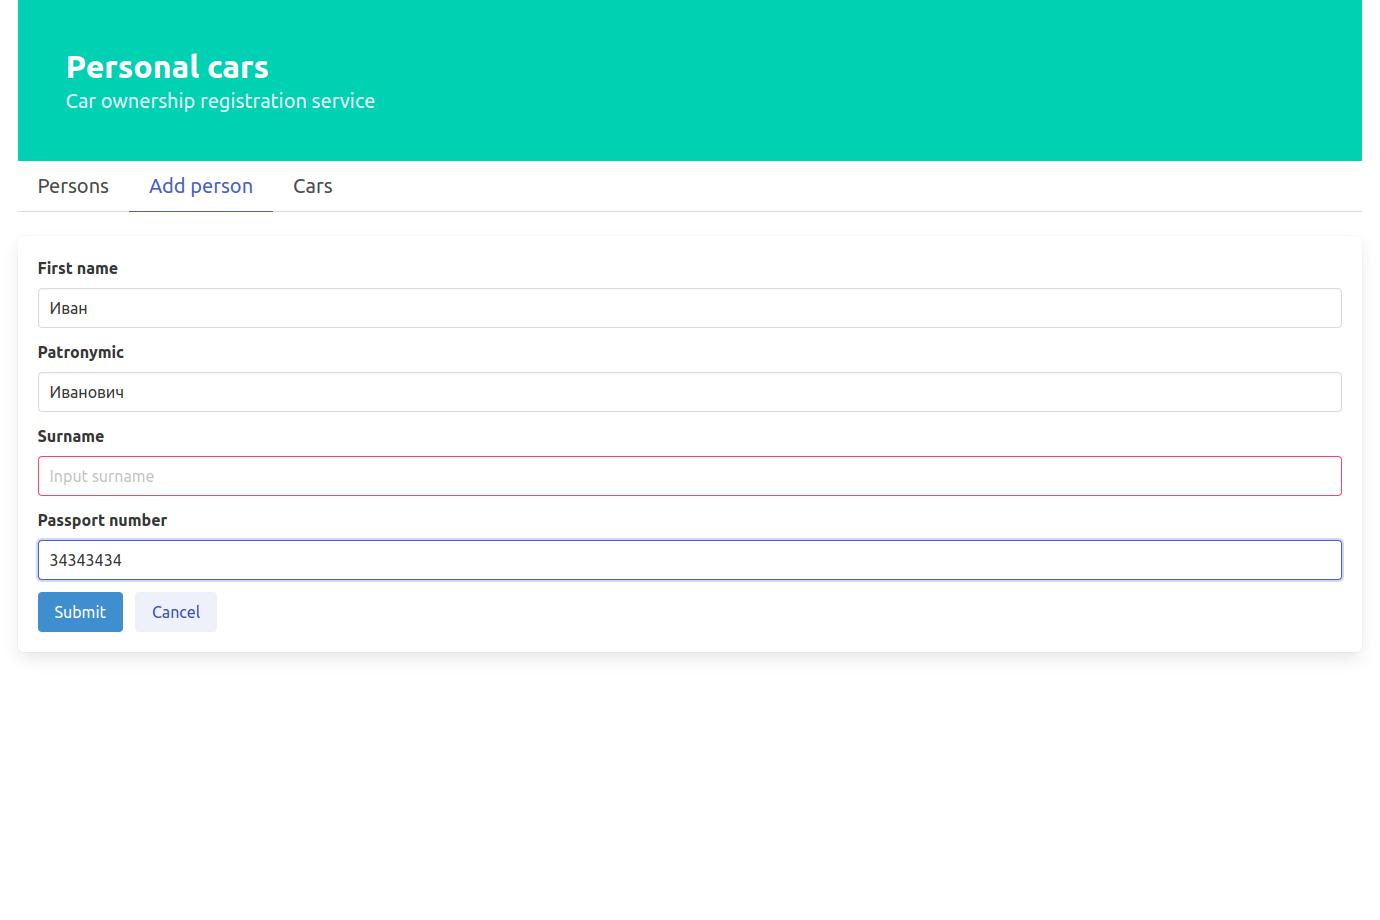 Personal cars
Car ownership registration service
Persons Add person Cars
First name
Иван
Patronymic
Иванович
Surname
Input surname
Passport number
34343434
Submit Cancel